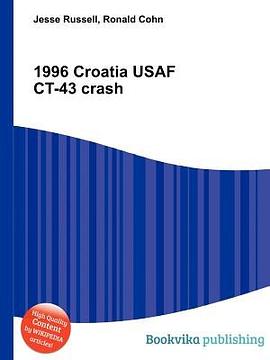 Jesse Russell, Ronald Cohn
1996 Croatia USAF
CT-43 crash
High Quality
Content
by WIKIPEDIA
articles!
Bookvika publishing